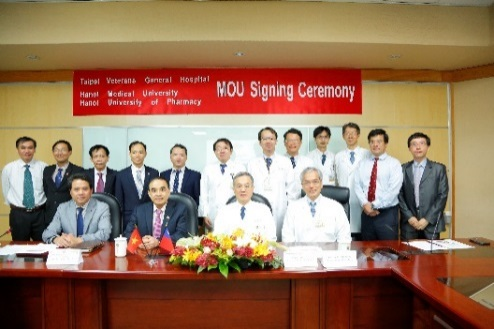 Taipei Veterans General Hospital
Hanoi Medical University
Hanoi University of Pharmacy
MOU Signing Ceremony